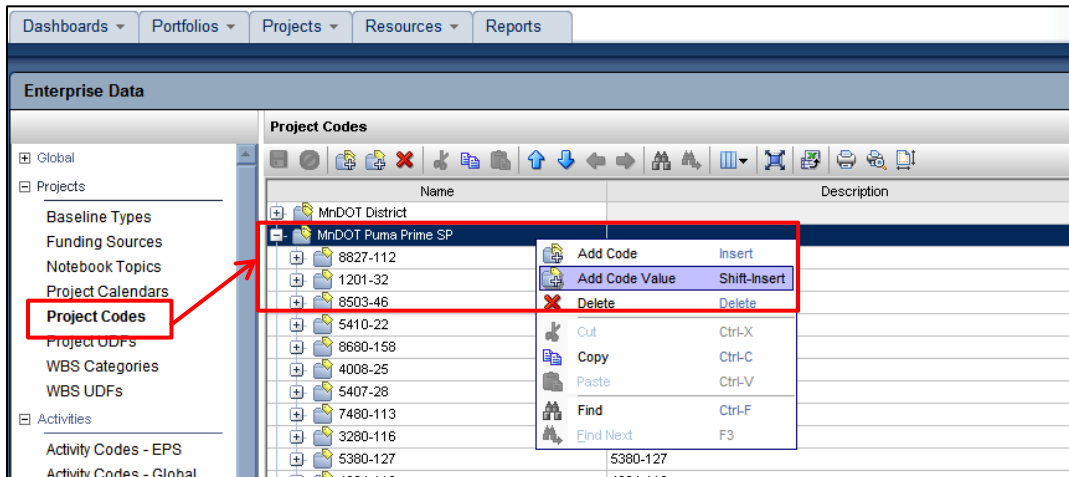 Dashboards Portfolios Projects Resources Reports
Enterprise Data
Project Codes
Global
Projects
Baseline Types
Funding Sources
Notebook Topics
Project Calendars
Project Codes
Project UDFs
WBS Categories
WBS UDFs
Activities
Activity Codes - EPS
Activity Codes - Global
Name Description
MnDOT District
MnDOT Puma Prime SP
8827-112
1201-32
8503-46
5410-22
8680-158
4008-25
5407-28
7480-113
3280-116
5380-127 5380-127
Add Code Insert
Add Code Value Shift-Insert
Delete Delete
Cut Ctrl-X
Copy Ctrl-C
Paste Ctrl-V
Find Ctrl-F
Find Next F3